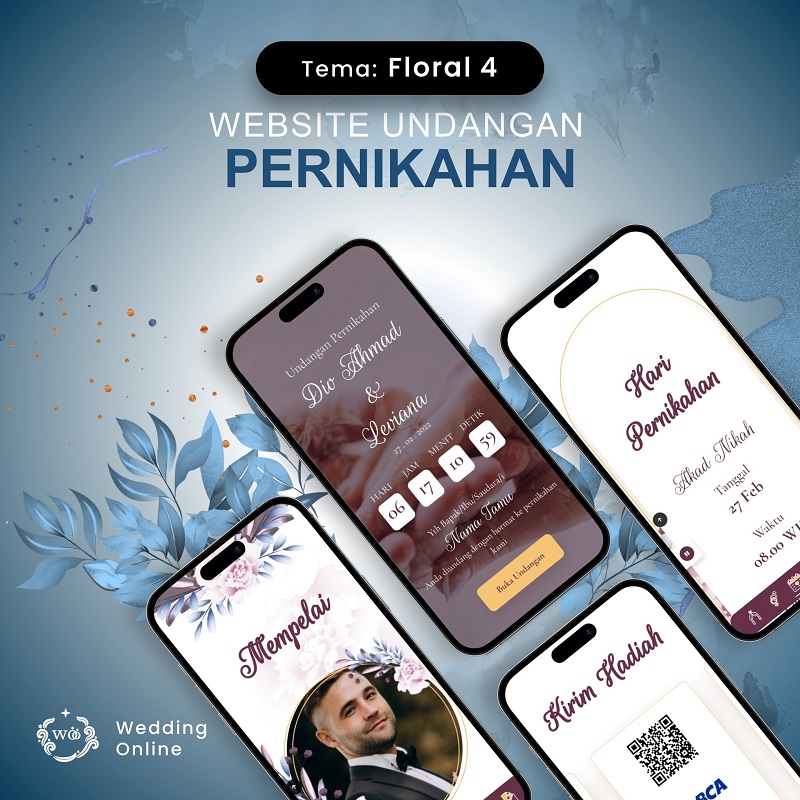 Tema: Floral 4
WEBSITE UNDANGAN
PERNIKAHAN
Undangan Pernikahan
Dio Ahmad
&
Leviana
27 . 02 . 2022
HARI JAM MENIT DETIK
06 17 10 59
Yth Bapak/Ibu/Saudara/i
Nama Tamu
Anda diundang dengan hormat ke pernikahan
kami
Buka Undangan
Hari
Pernikahan
Akad Nikah
Tanggal
27 Feb
Waktu
08.00 WI
Mempelai
Kirim Hadiah
BCA
wo
Wedding
Online